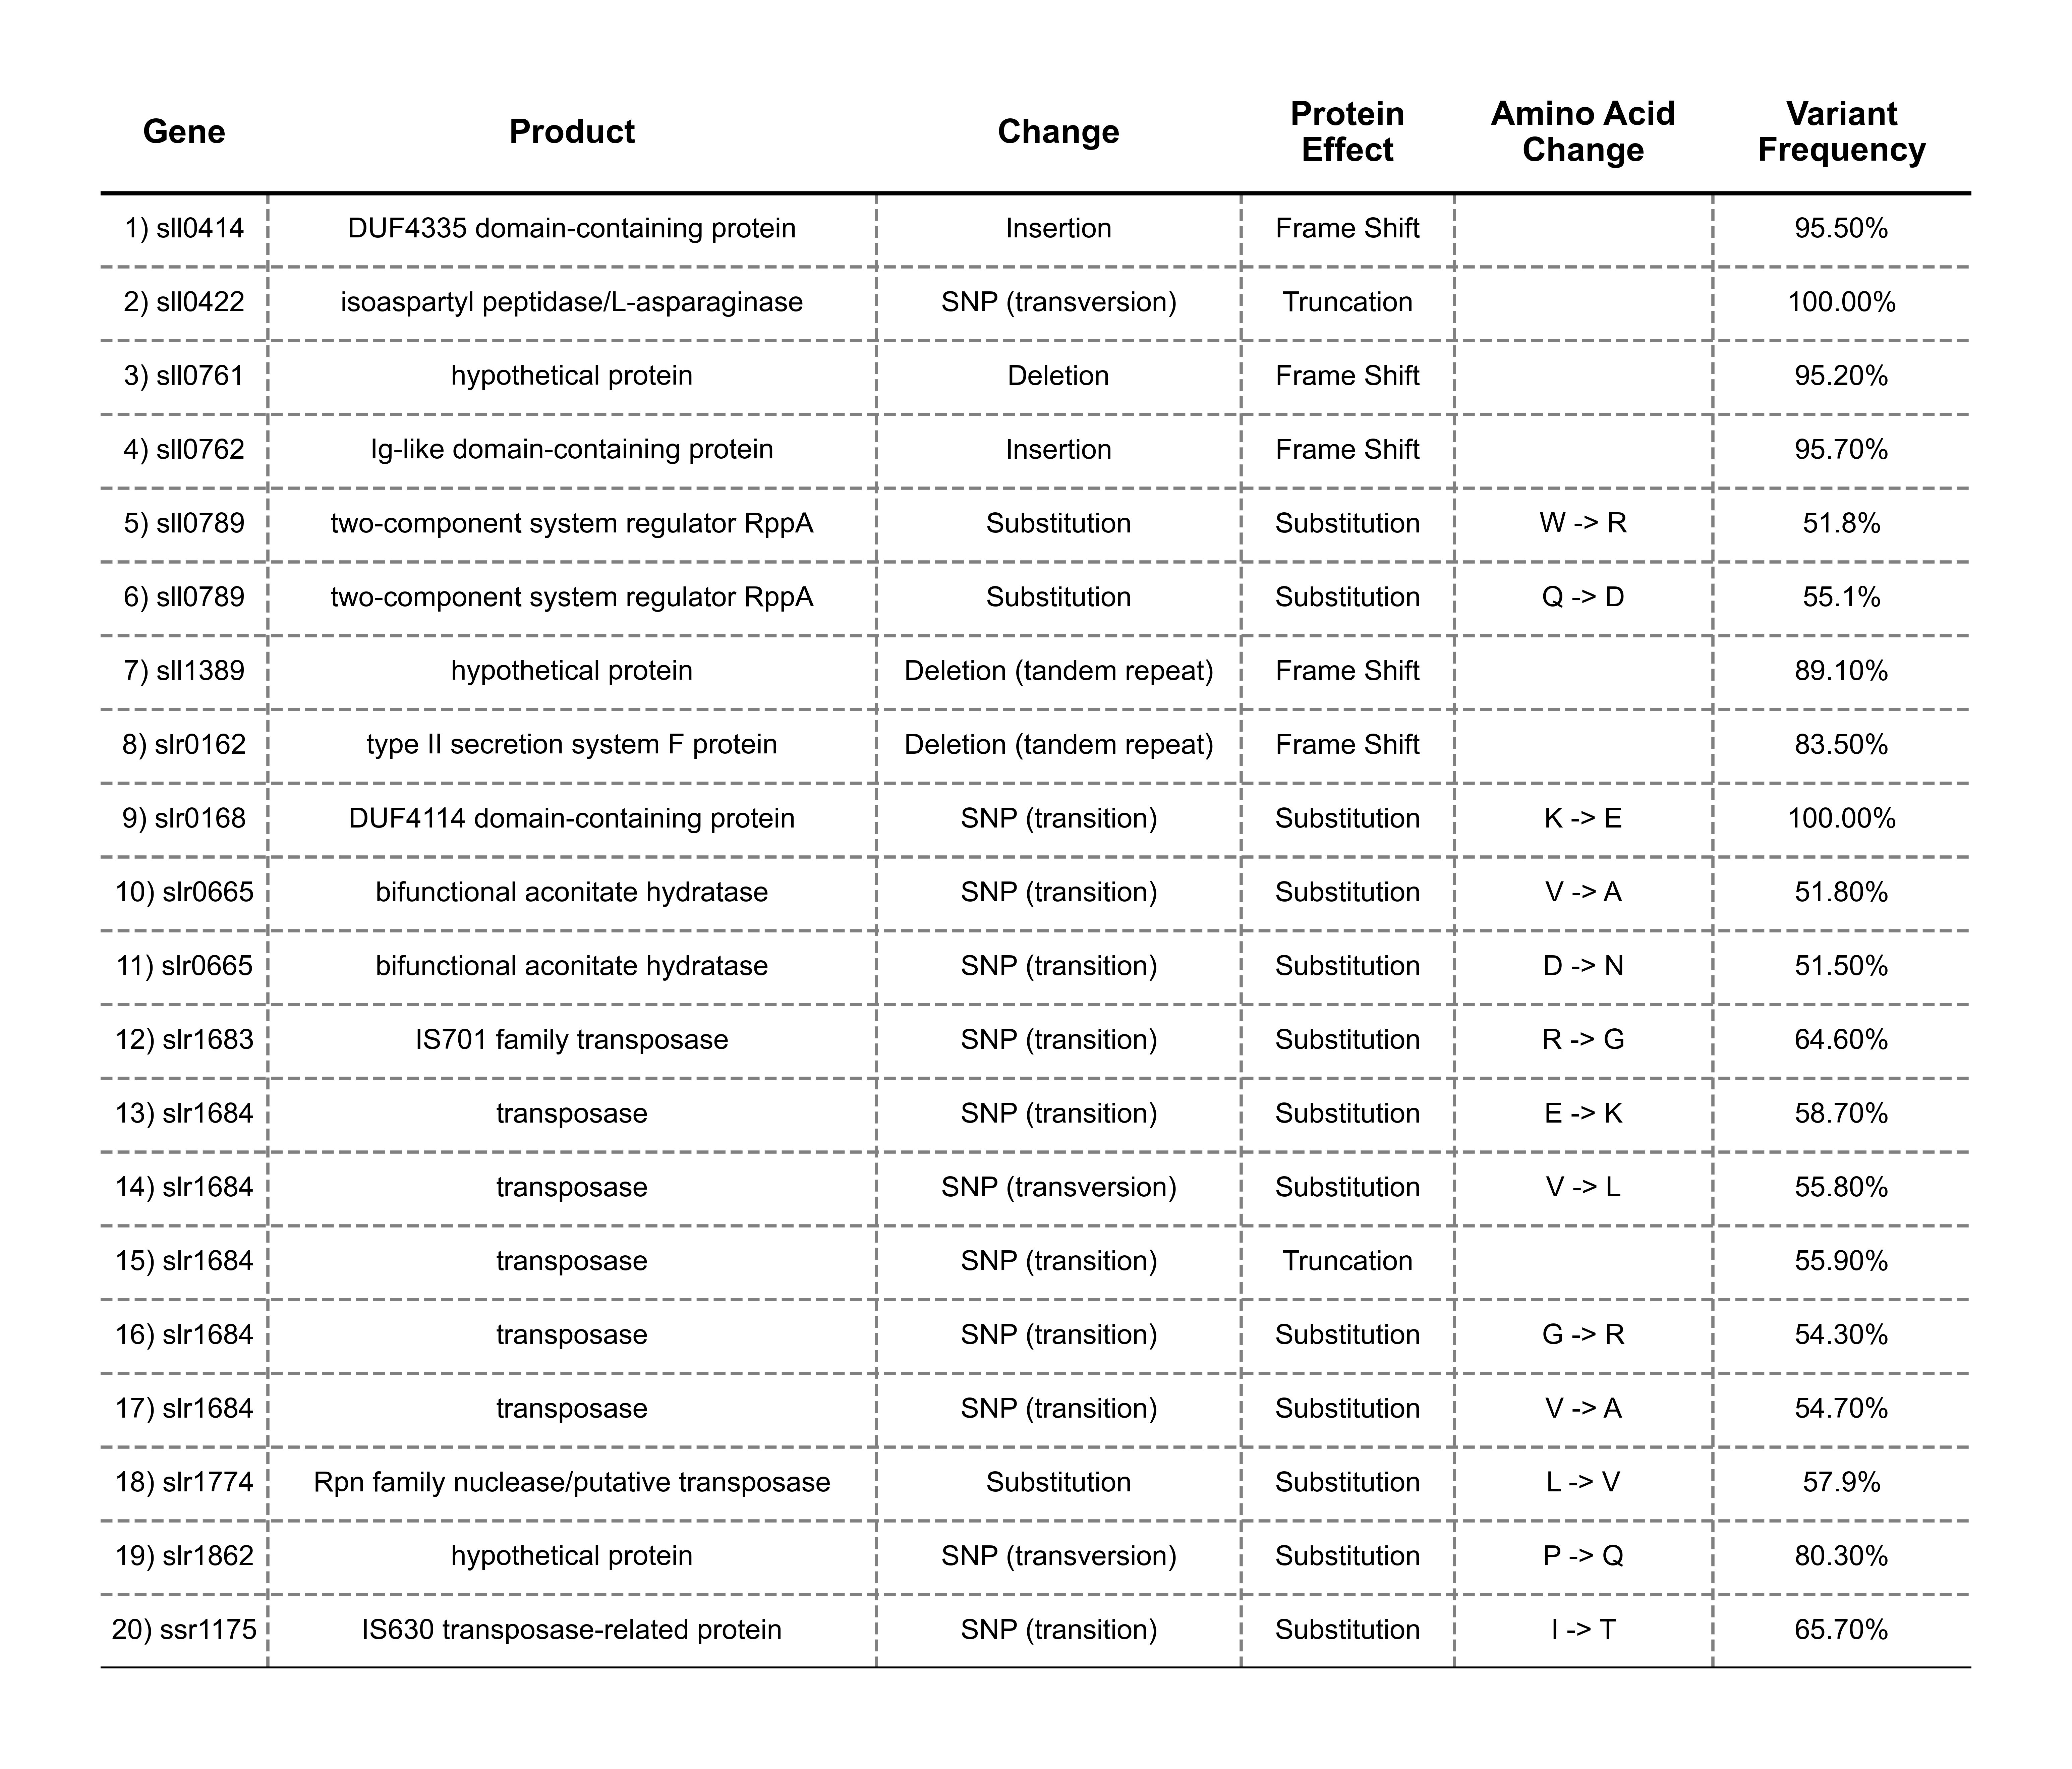 Gene Product Change Protein Effect Amino Acid Change Variant Frequency
1) sll0414 DUF4335 domain-containing protein Insertion Frame Shift 95.50%
2) sll0422 isoaspartyl peptidase/L-asparaginase SNP (transversion) Truncation 100.00%
3) sll0761 hypothetical protein Deletion Frame Shift 95.20%
4) sll0762 Ig-like domain-containing protein Insertion Frame Shift 95.70%
5) sll0789 two-component system regulator RppA Substitution Substitution W -> R 51.8%
6) sll0789 two-component system regulator RppA Substitution Substitution Q -> D 55.1%
7) sll1389 hypothetical protein Deletion (tandem repeat) Frame Shift 89.10%
8) slr0162 type II secretion system F protein Deletion (tandem repeat) Frame Shift 83.50%
9) slr0168 DUF4114 domain-containing protein SNP (transition) Substitution K -> E 100.00%
10) slr0665 bifunctional aconitate hydratase SNP (transition) Substitution V -> A 51.80%
11) slr0665 bifunctional aconitate hydratase SNP (transition) Substitution D -> N 51.50%
12) slr1683 IS701 family transposase SNP (transition) Substitution R -> G 64.60%
13) slr1684 transposase SNP (transition) Substitution E -> K 58.70%
14) slr1684 transposase SNP (transversion) Substitution V -> L 55.80%
15) slr1684 transposase SNP (transition) Truncation 55.90%
16) slr1684 transposase SNP (transition) Substitution G -> R 54.30%
17) slr1684 transposase SNP (transition) Substitution V -> A 54.70%
18) slr1774 Rpn family nuclease/putative transposase Substitution Substitution L -> V 57.9%
19) slr1862 hypothetical protein SNP (transversion) Substitution P -> Q 80.30%
20) ssr1175 IS630 transposase-related protein SNP (transition) Substitution I -> T 65.70%